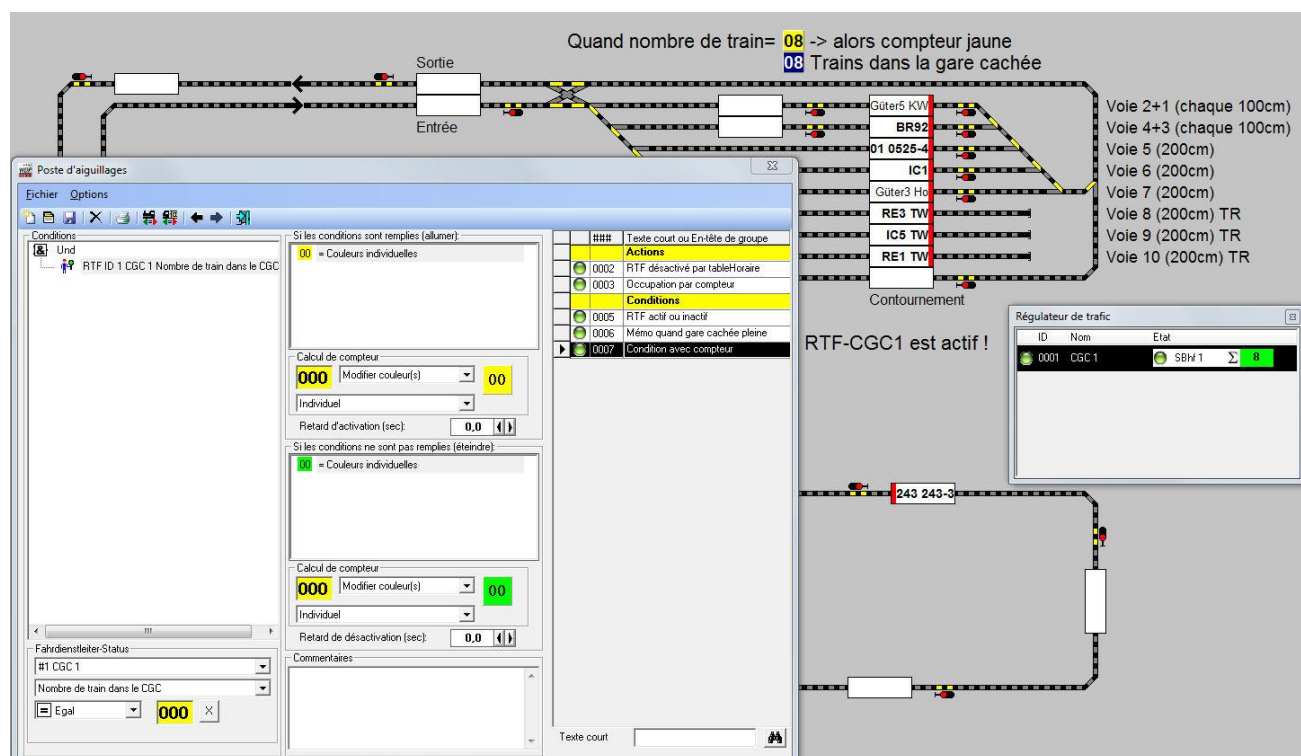 Quand nombre de train= 08 -> alors compteur jaune
08 Trains dans la gare cachée
Sortie
Entrée
Güter5 KW
BR92
01 0525-4
IC1
Güter3 Ho
RE3 TW
IC5 TW
RE1 TW
Contournement
Voie 2+1 (chaque 100cm)
Voie 4+3 (chaque 100cm)
Voie 5 (200cm)
Voie 6 (200cm)
Voie 7 (200cm)
Voie 8 (200cm) TR
Voie 9 (200cm) TR
Voie 10 (200cm) TR
RTF-CGC1 est actif !
Régulateur de trafic
ID Nom Etat
0001 CGC 1 SBhf 1 Σ 8
243 243-3
Poste d'aiguillages
Fichier Options
Conditions
Und
RTF ID 1 CGC 1 Nombre de train dans le CGC
Fahrdienstleiter-Status
#1 CGC 1
Nombre de train dans le CGC
= Egal 000 X
Si les conditions sont remplies (allumer):
00 = Couleurs individuelles
Calcul de compteur
000 Modifier couleur(s) 00
Individuel
Retard d'activation (sec): 0,0
Si les conditions ne sont pas remplies (éteindre):
00 = Couleurs individuelles
Calcul de compteur
000 Modifier couleur(s) 00
Individuel
Retard de désactivation (sec): 0,0
Commentaires
### Texte court ou En-tête de groupe
Actions
0002 RTF désactivé par tableHoraire
0003 Occupation par compteur
Conditions
0005 RTF actif ou inactif
0006 Mémo quand gare cachée pleine
0007 Condition avec compteur
Texte court